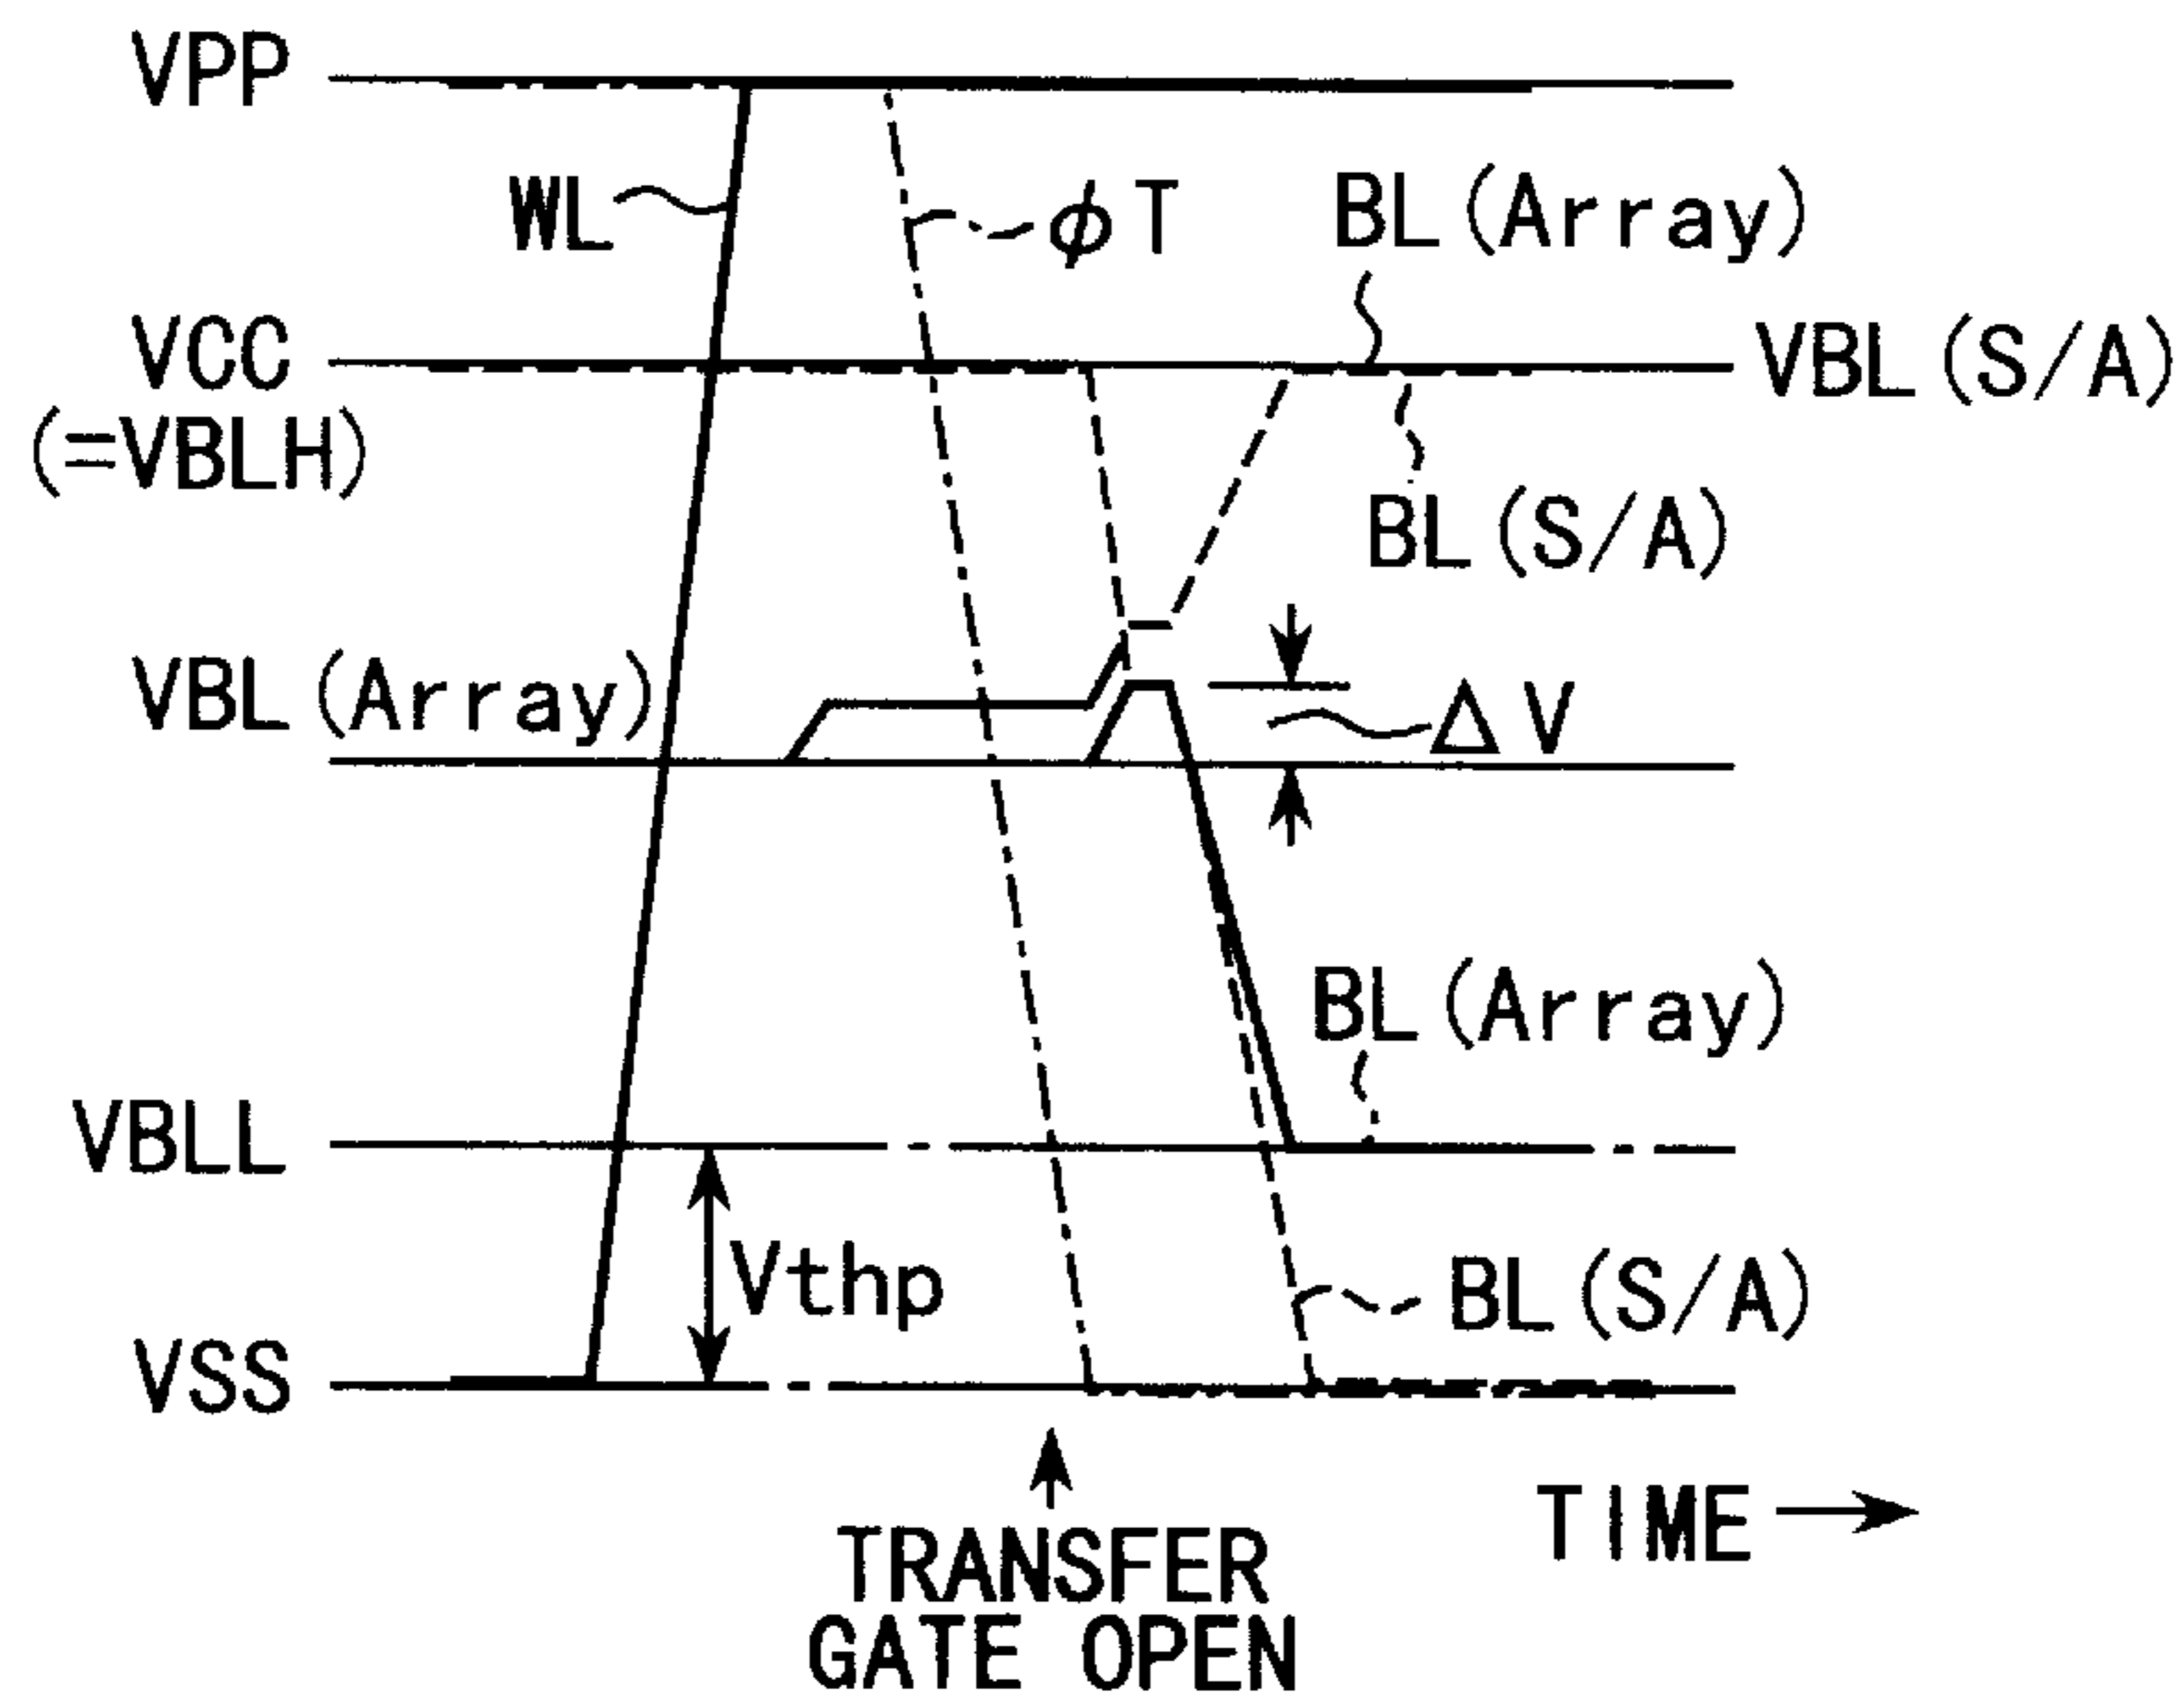 VPP
WL
ϕT
BL(Array)
VCC
(=VBLH)
VBL(S/A)
BL(S/A)
VBL(Array)
ΔV
BL(Array)
VBLL
Vthp
BL(S/A)
VSS
TIME
TRANSFER
GATE OPEN